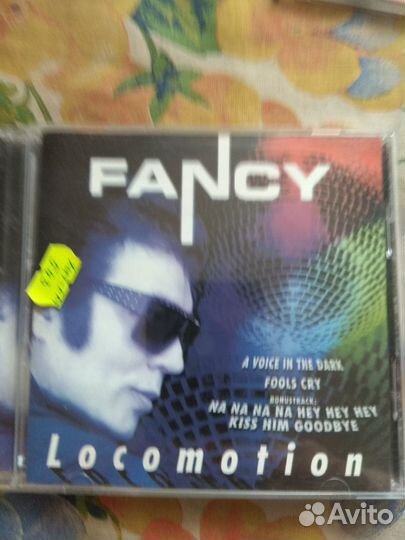 FANCY
A VOICE IN THE DARK
FOOLS CRY
BONUSTRACK:
NA NA NA NA HEY HEY HEY
KISS HIM GOODBYE
Locomotion
Avito